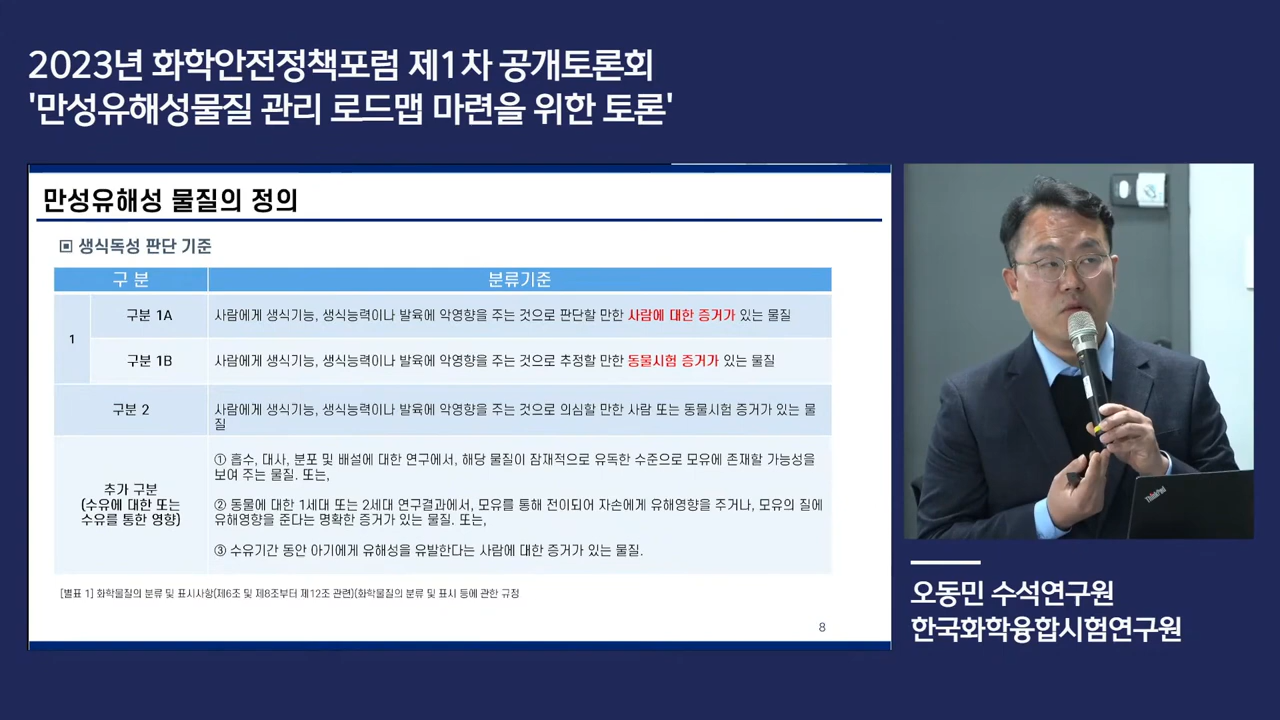 2023년 화학안전정책포럼 제1차 공개토론회
'만성유해성물질 관리 로드맵 마련을 위한 토론'
만성유해성 물질의 정의
▣ 생식독성 판단 기준
구 분
분류기준
1
구분 1A
사람에게 생식기능, 생식능력이나 발육에 악영향을 주는 것으로 판단할 만한 사람에 대한 증거가 있는 물질
구분 1B
사람에게 생식기능, 생식능력이나 발육에 악영향을 주는 것으로 추정할 만한 동물시험 증거가 있는 물질
구분 2
사람에게 생식기능, 생식능력이나 발육에 악영향을 주는 것으로 의심할 만한 사람 또는 동물시험 증거가 있는 물
질
추가 구분
(수유에 대한 또는
수유를 통한 영향)
① 흡수, 대사, 분포 및 배설에 대한 연구에서, 해당 물질이 잠재적으로 유독한 수준으로 모유에 존재할 가능성을
보여 주는 물질. 또는,
② 동물에 대한 1세대 또는 2세대 연구결과에서, 모유를 통해 전이되어 자손에게 유해영향을 주거나, 모유의 질에
유해영향을 준다는 명확한 증거가 있는 물질. 또는,
③ 수유기간 동안 아기에게 유해성을 유발한다는 사람에 대한 증거가 있는 물질.
[별표 1] 화학물질의 분류 및 표시사항(제6조 및 제8조부터 제12조 관련)(화학물질의 분류 및 표시 등에 관한 규정
8
ThinkPad
오동민 수석연구원
한국화학융합시험연구원